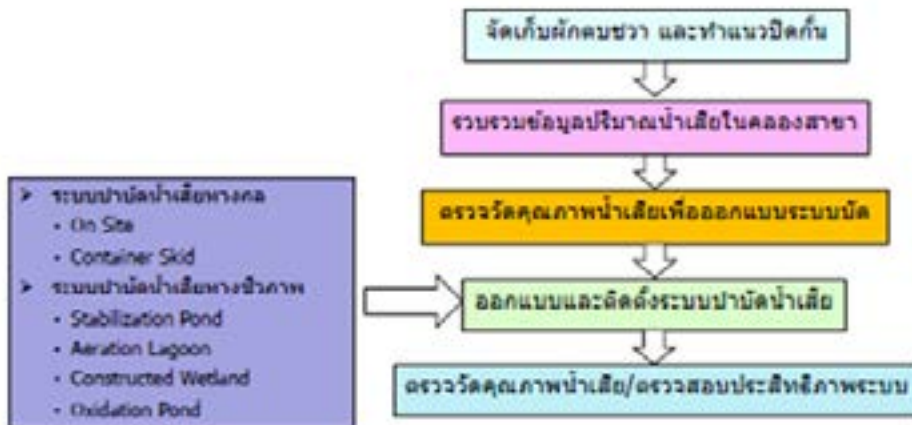 จัดเก็บผักตบชวา และทำแนวปิดกั้น
รวบรวมข้อมูลปริมาณน้ำเสียในคลองสาขา
ตรวจวัดคุณภาพน้ำเสียเพื่อออกแบบระบบบัด
ออกแบบและติดตั้งระบบบำบัดน้ำเสีย
ตรวจวัดคุณภาพน้ำเสีย/ตรวจสอบประสิทธิภาพระบบ
➤ ระบบบำบัดน้ำเสียทางกล
• On Site
• Container Skid
➤ ระบบบำบัดน้ำเสียทางชีวภาพ
• Stabilization Pond
• Aeration Lagoon
• Constructed Wetland
• Oxidation Pond